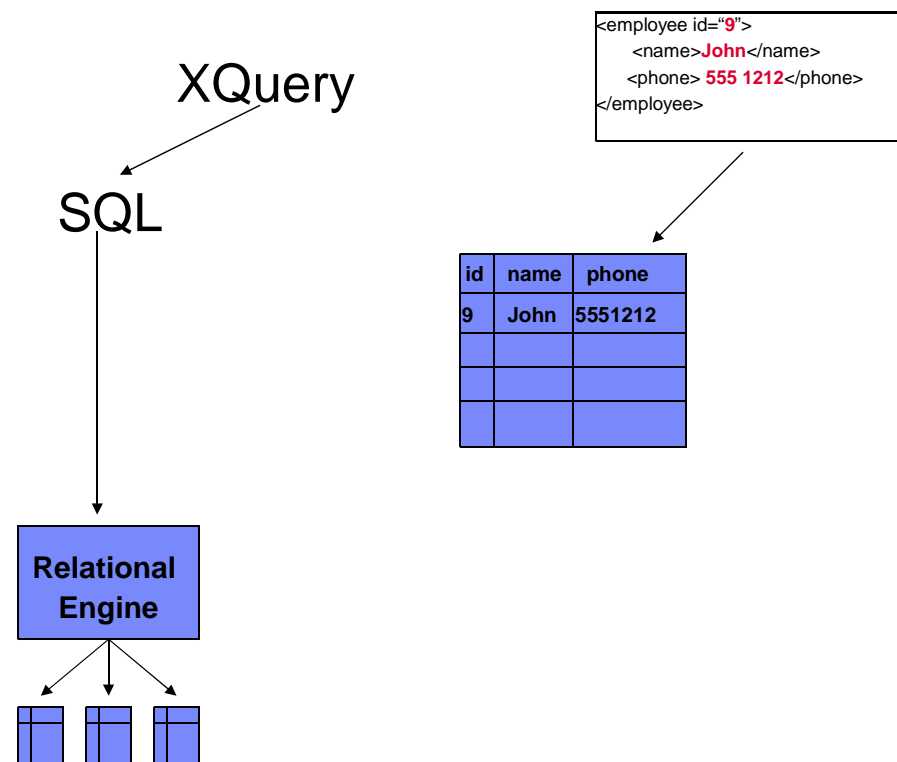 XQuery
SQL
Relational
Engine
<employee id=“9”>
<name>John</name>
<phone> 555 1212</phone>
</employee>
id name phone
9 John 5551212